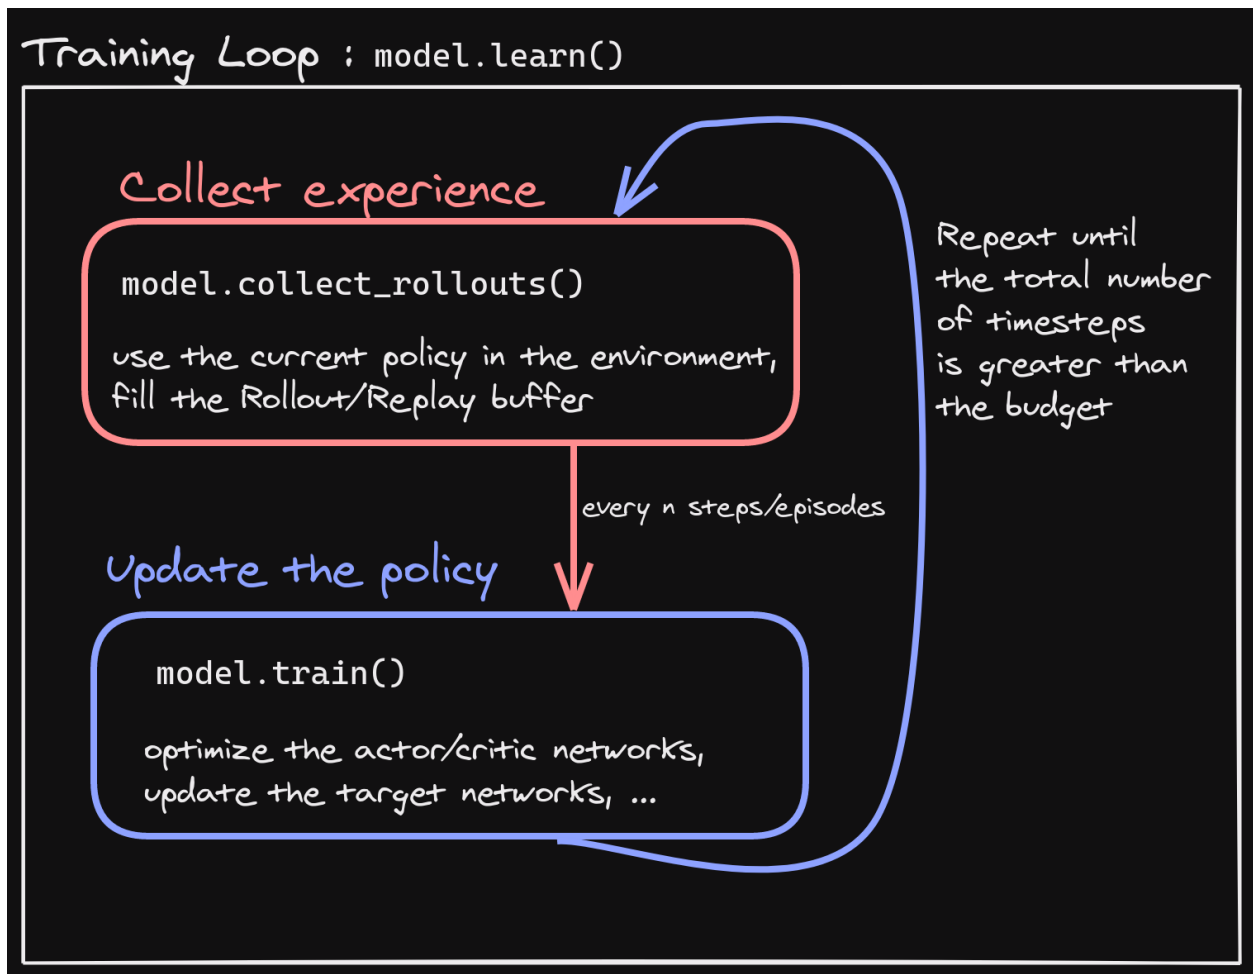 Training Loop : model.learn()
Collect experience
model.collect_rollouts()
use the current policy in the environment,
fill the Rollout/Replay buffer
Repeat until
the total number
of timesteps
is greater than
the budget
every n steps/episodes
Update the policy
model.train()
optimize the actor/critic networks,
update the target networks, ...